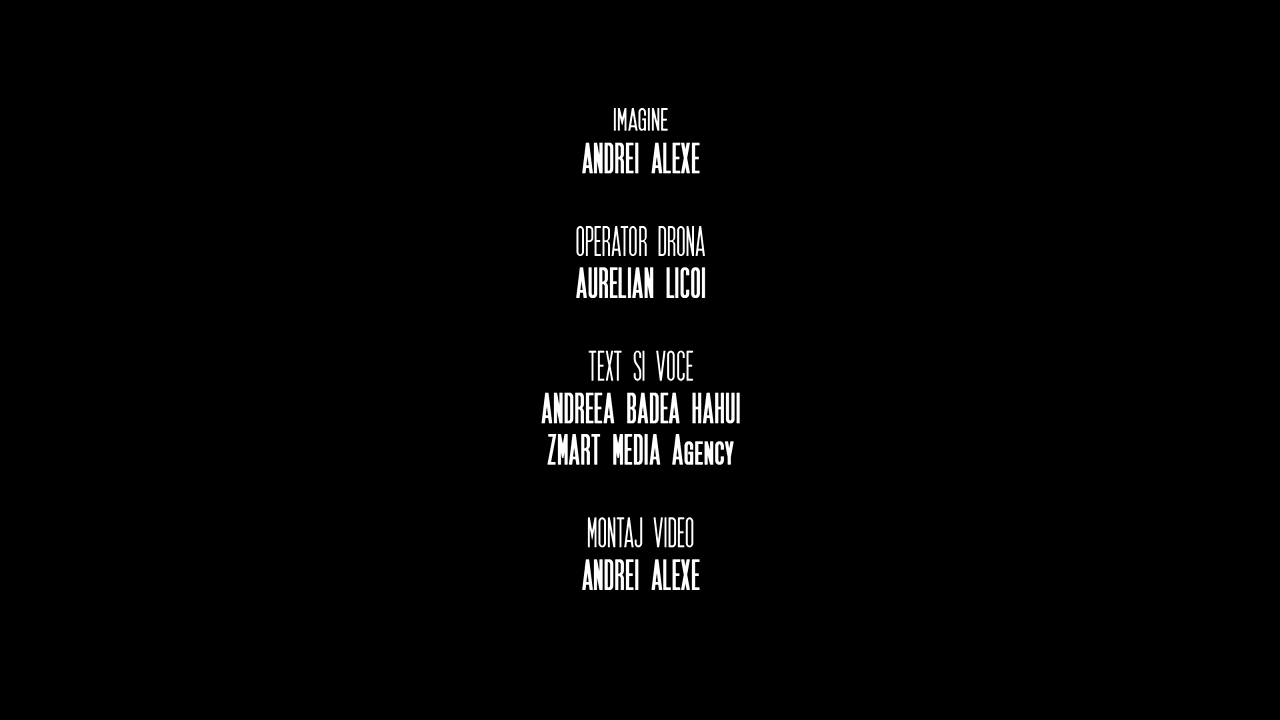 IMAGINE
ANDREI ALEXE
OPERATOR DRONA
AURELIAN LICOI
TEXT SI VOCE
ANDREEA BADEA HAHUI
ZMART MEDIA AGENCY
MONTAJ VIDEO
ANDREI ALEXE